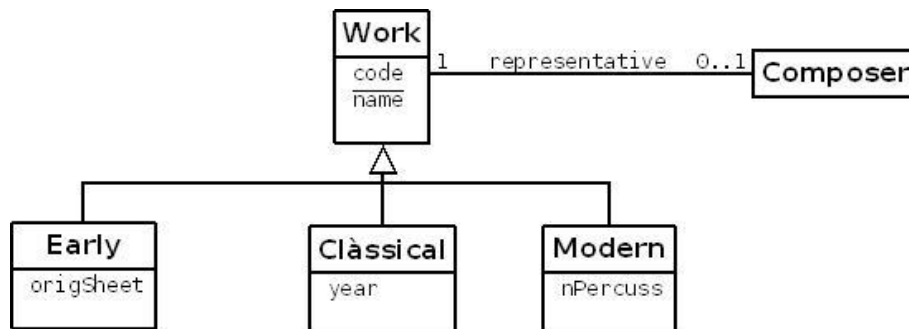 Work
code
name
1 representative 0..1
Composer
Early
origSheet
Clàssical
year
Modern
nPercuss